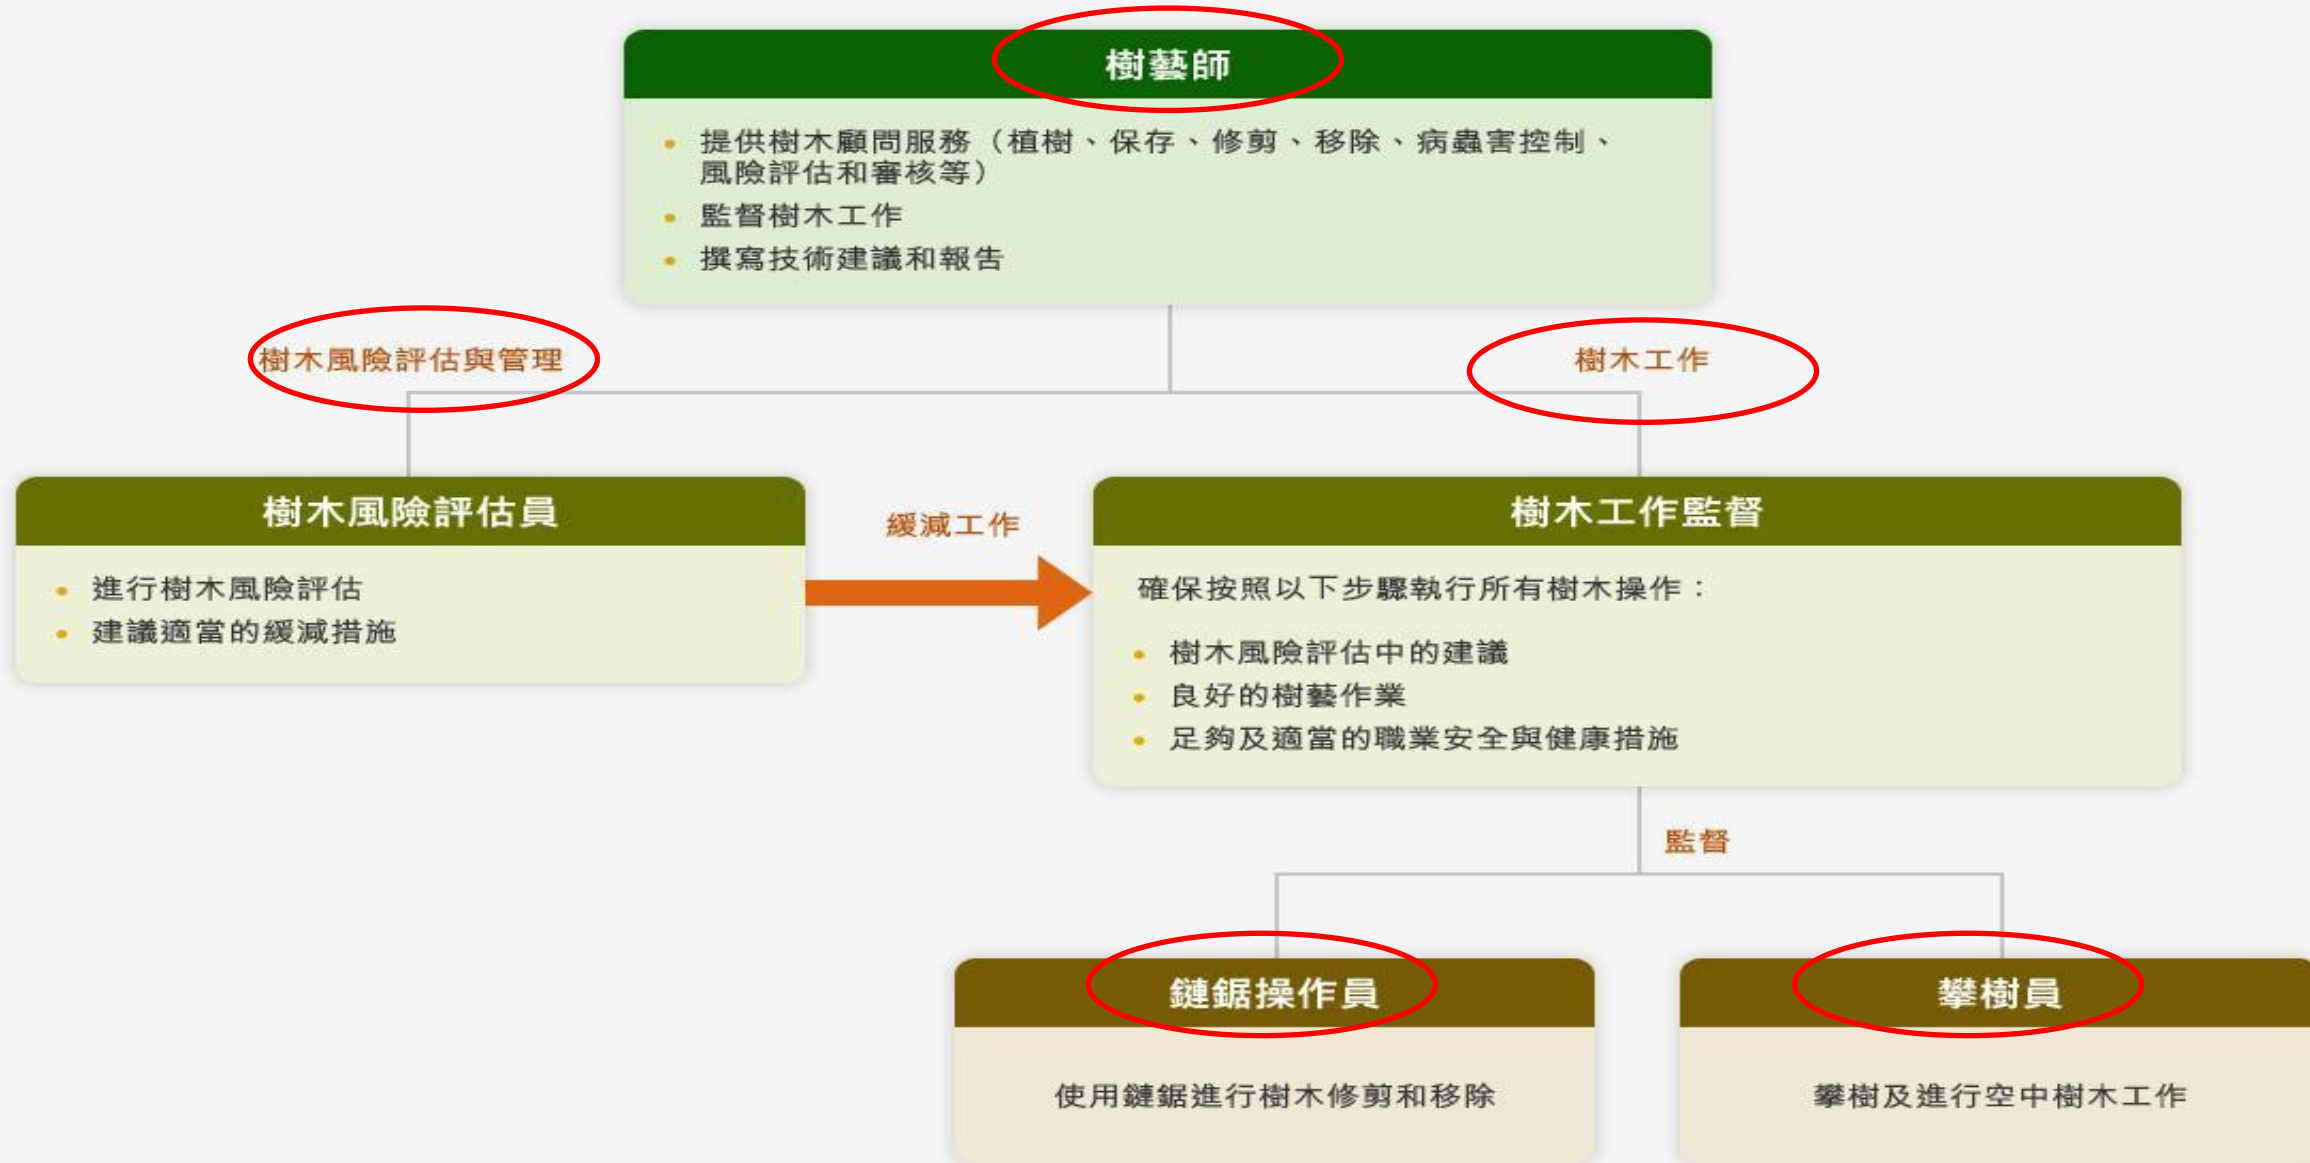 樹藝師
• 提供樹木顧問服務（植樹、保存、修剪、移除、病蟲害控制、
風險評估和審核等）
• 監督樹木工作
• 撰寫技術建議和報告
樹木風險評估與管理
樹木工作
樹木風險評估員
• 進行樹木風險評估
• 建議適當的緩減措施
緩減工作
樹木工作監督
確保按照以下步驟執行所有樹木操作：
• 樹木風險評估中的建議
• 良好的樹藝作業
• 足夠及適當的職業安全與健康措施
監督
鏈鋸操作員
使用鏈鋸進行樹木修剪和移除
攀樹員
攀樹及進行空中樹木工作